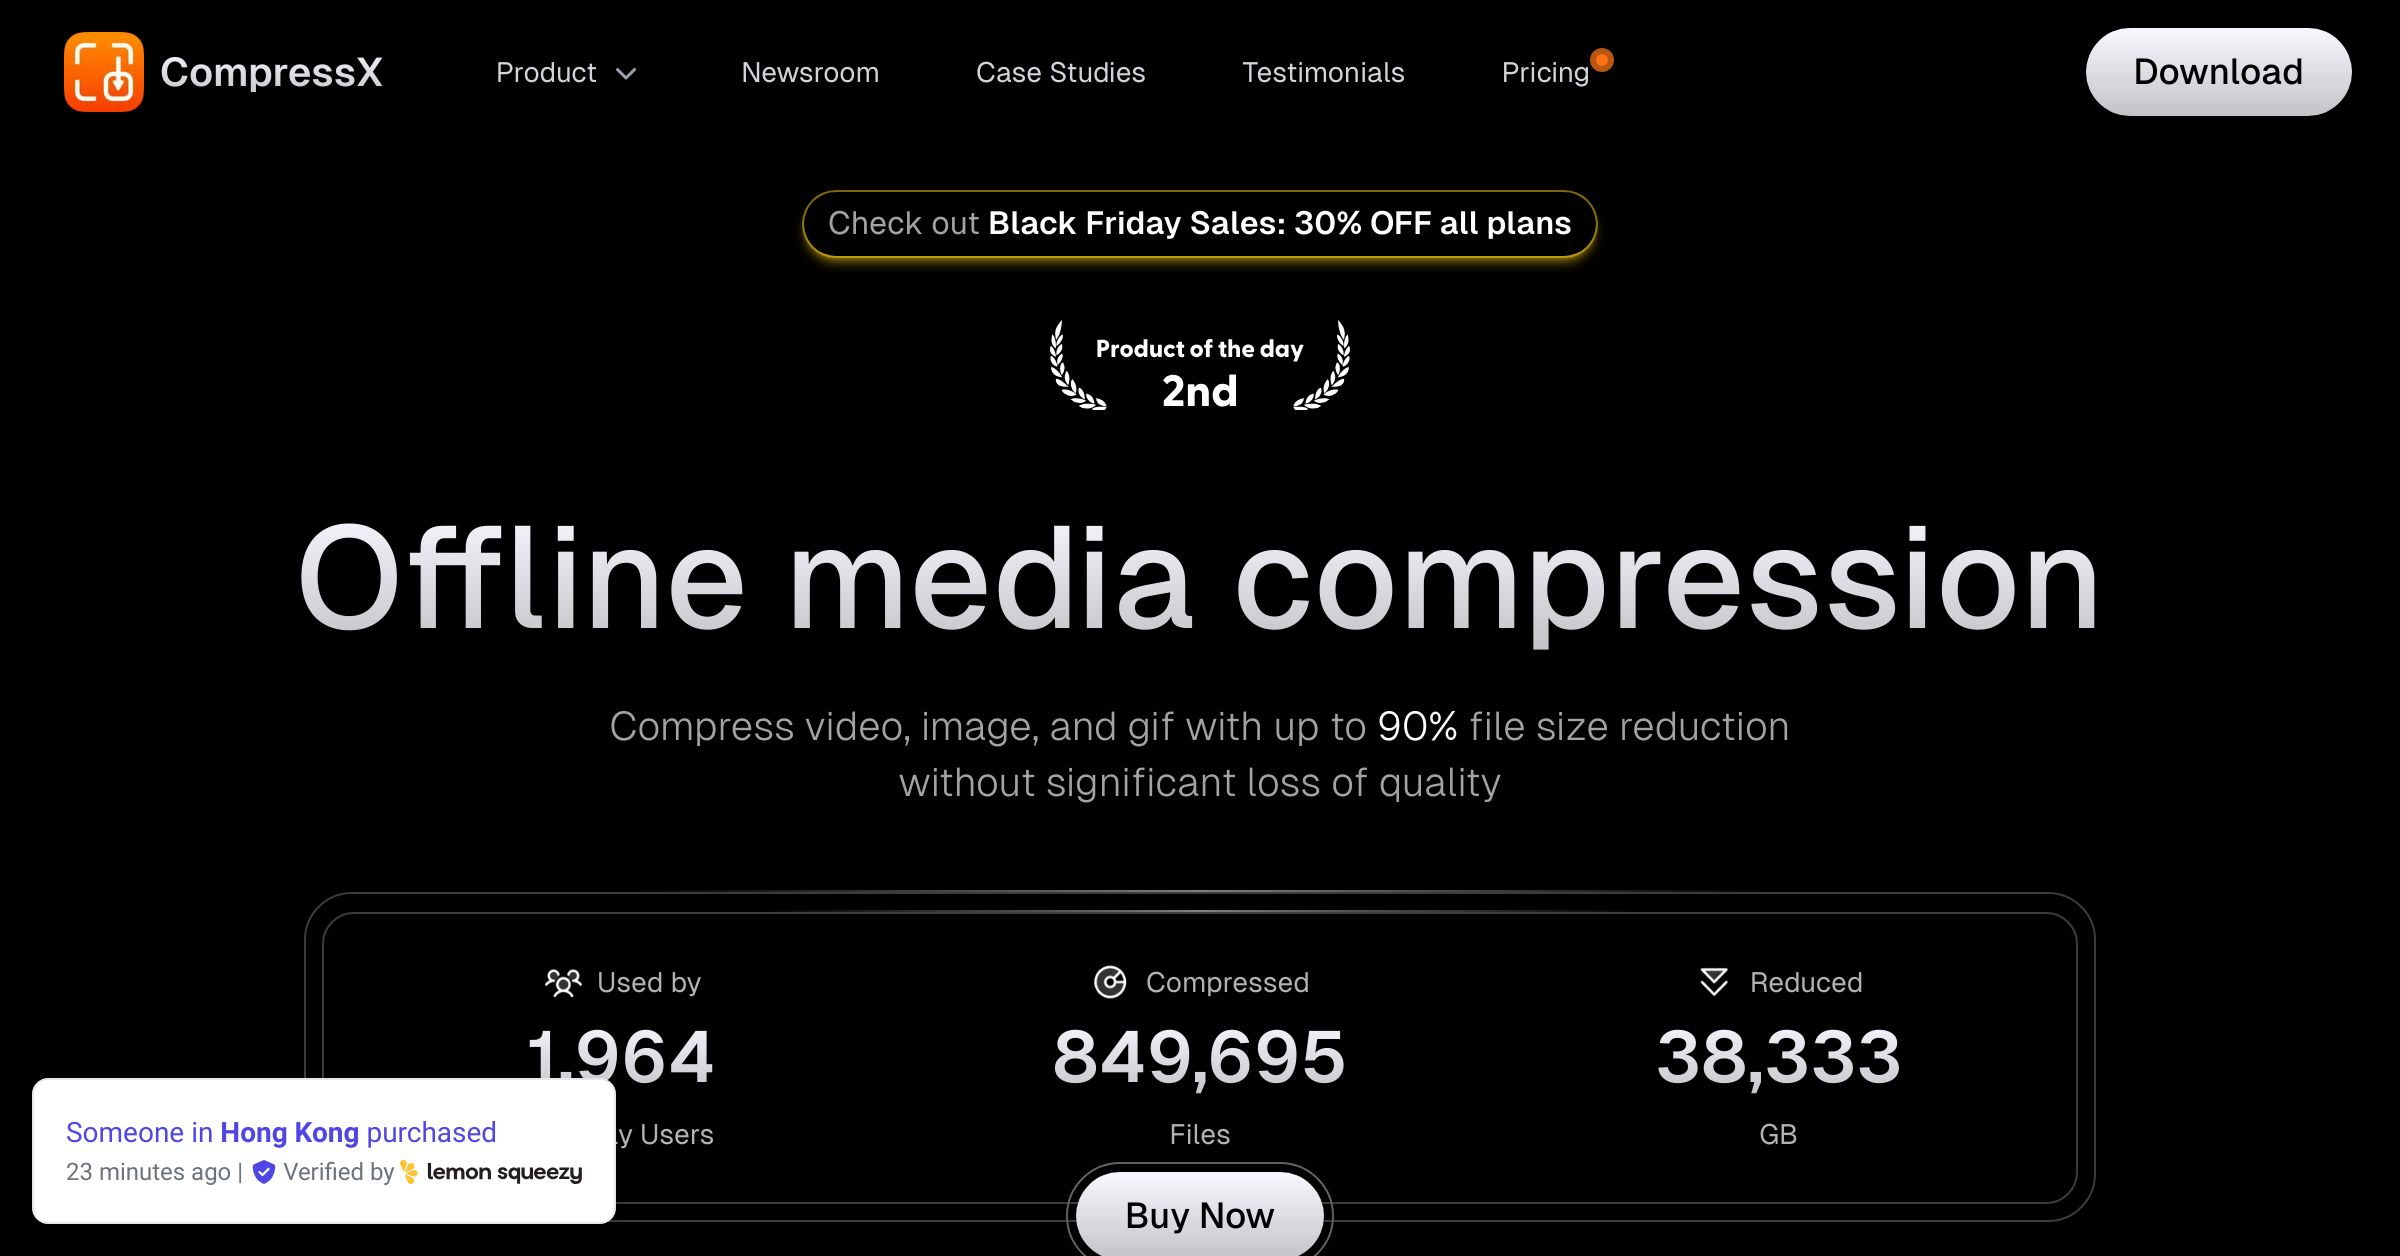 CompressX
Product
Newsroom
Case Studies
Testimonials
Pricing
Download
Check out Black Friday Sales: 30% OFF all plans
Product of the day
2nd
Offline media compression
Compress video, image, and gif with up to 90% file size reduction
without significant loss of quality
Used by
1,964
Users
Compressed
849,695
Files
Reduced
38,333
GB
Someone in Hong Kong purchased
23 minutes ago | Verified by lemon squeezy
Buy Now